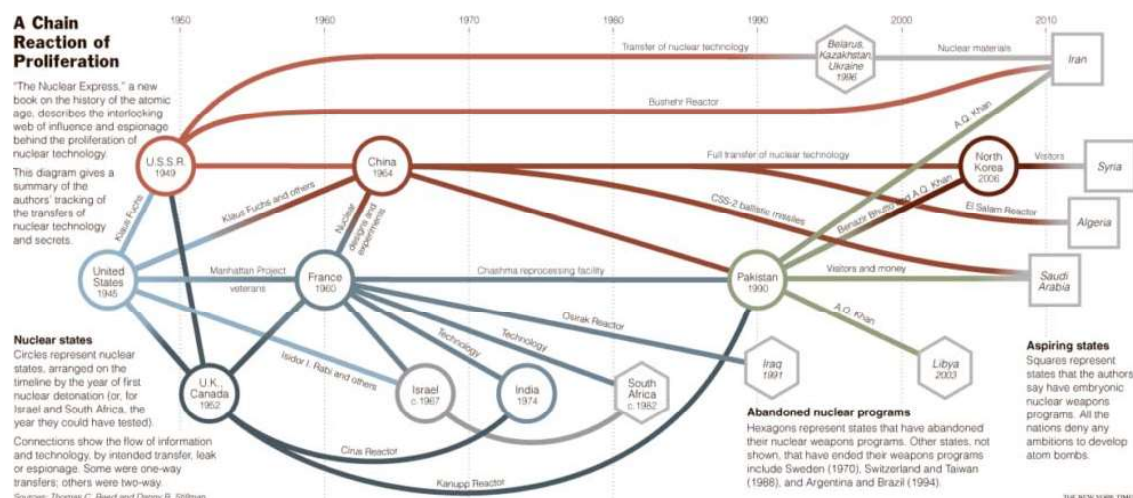 A Chain
Reaction of
Proliferation
"The Nuclear Express," a new
book on the history of the atomic
age, describes the interlocking
web of influence and espionage
behind the proliferation of
nuclear technology.
This diagram gives a
summary of the
authors' tracking of
the transfers of
nuclear technology
and secrets.
1950
1960
1970
1980
1990
2000
2010
Transfer of nuclear technology
Belarus,
Kazakhstan,
Ukraine
1996
Nuclear materials
Iran
Bushehr Reactor
A.Q. Khan
U.S.S.R.
1949
China
1964
Full transfer of nuclear technology
North
Korea
2006
Visitors
Syria
Klaus Fuchs
Klaus Fuchs and others
Nuclear
designs and
experiments
CSS-2 ballistic missiles
Benazir Bhutto and A.Q. Khan
El Salam Reactor
Algeria
United
States
1945
Manhattan Project
veterans
France
1960
Chashma reprocessing facility
Pakistan
1990
Visitors and money
Saudi
Arabia
Osirak Reactor
Technology
Technology
A.Q. Khan
Isidor I. Rabi and others
U.K.,
Canada
1952
Israel
c. 1967
India
1974
South
Africa
c. 1982
Iraq
1991
Libya
2003
Cirus Reactor
Kanupp Reactor
Nuclear states
Circles represent nuclear
states, arranged on the
timeline by the year of first
nuclear detonation (or, for
Israel and South Africa, the
year they could have tested).
Connections show the flow of information
and technology, by intended transfer, leak
or espionage. Some were one-way
transfers; others were two-way.
Sources: Thomas C. Reed and Danny B. Stillman
Abandoned nuclear programs
Hexagons represent states that have abandoned
their nuclear weapons programs. Other states, not
shown, that have ended their weapons programs
include Sweden (1970), Switzerland and Taiwan
(1988), and Argentina and Brazil (1994).
Aspiring states
Squares represent
states that the authors
say have embryonic
nuclear weapons
programs. All the
nations deny any
ambitions to develop
atom bombs.
THE NEW YORK TIMES